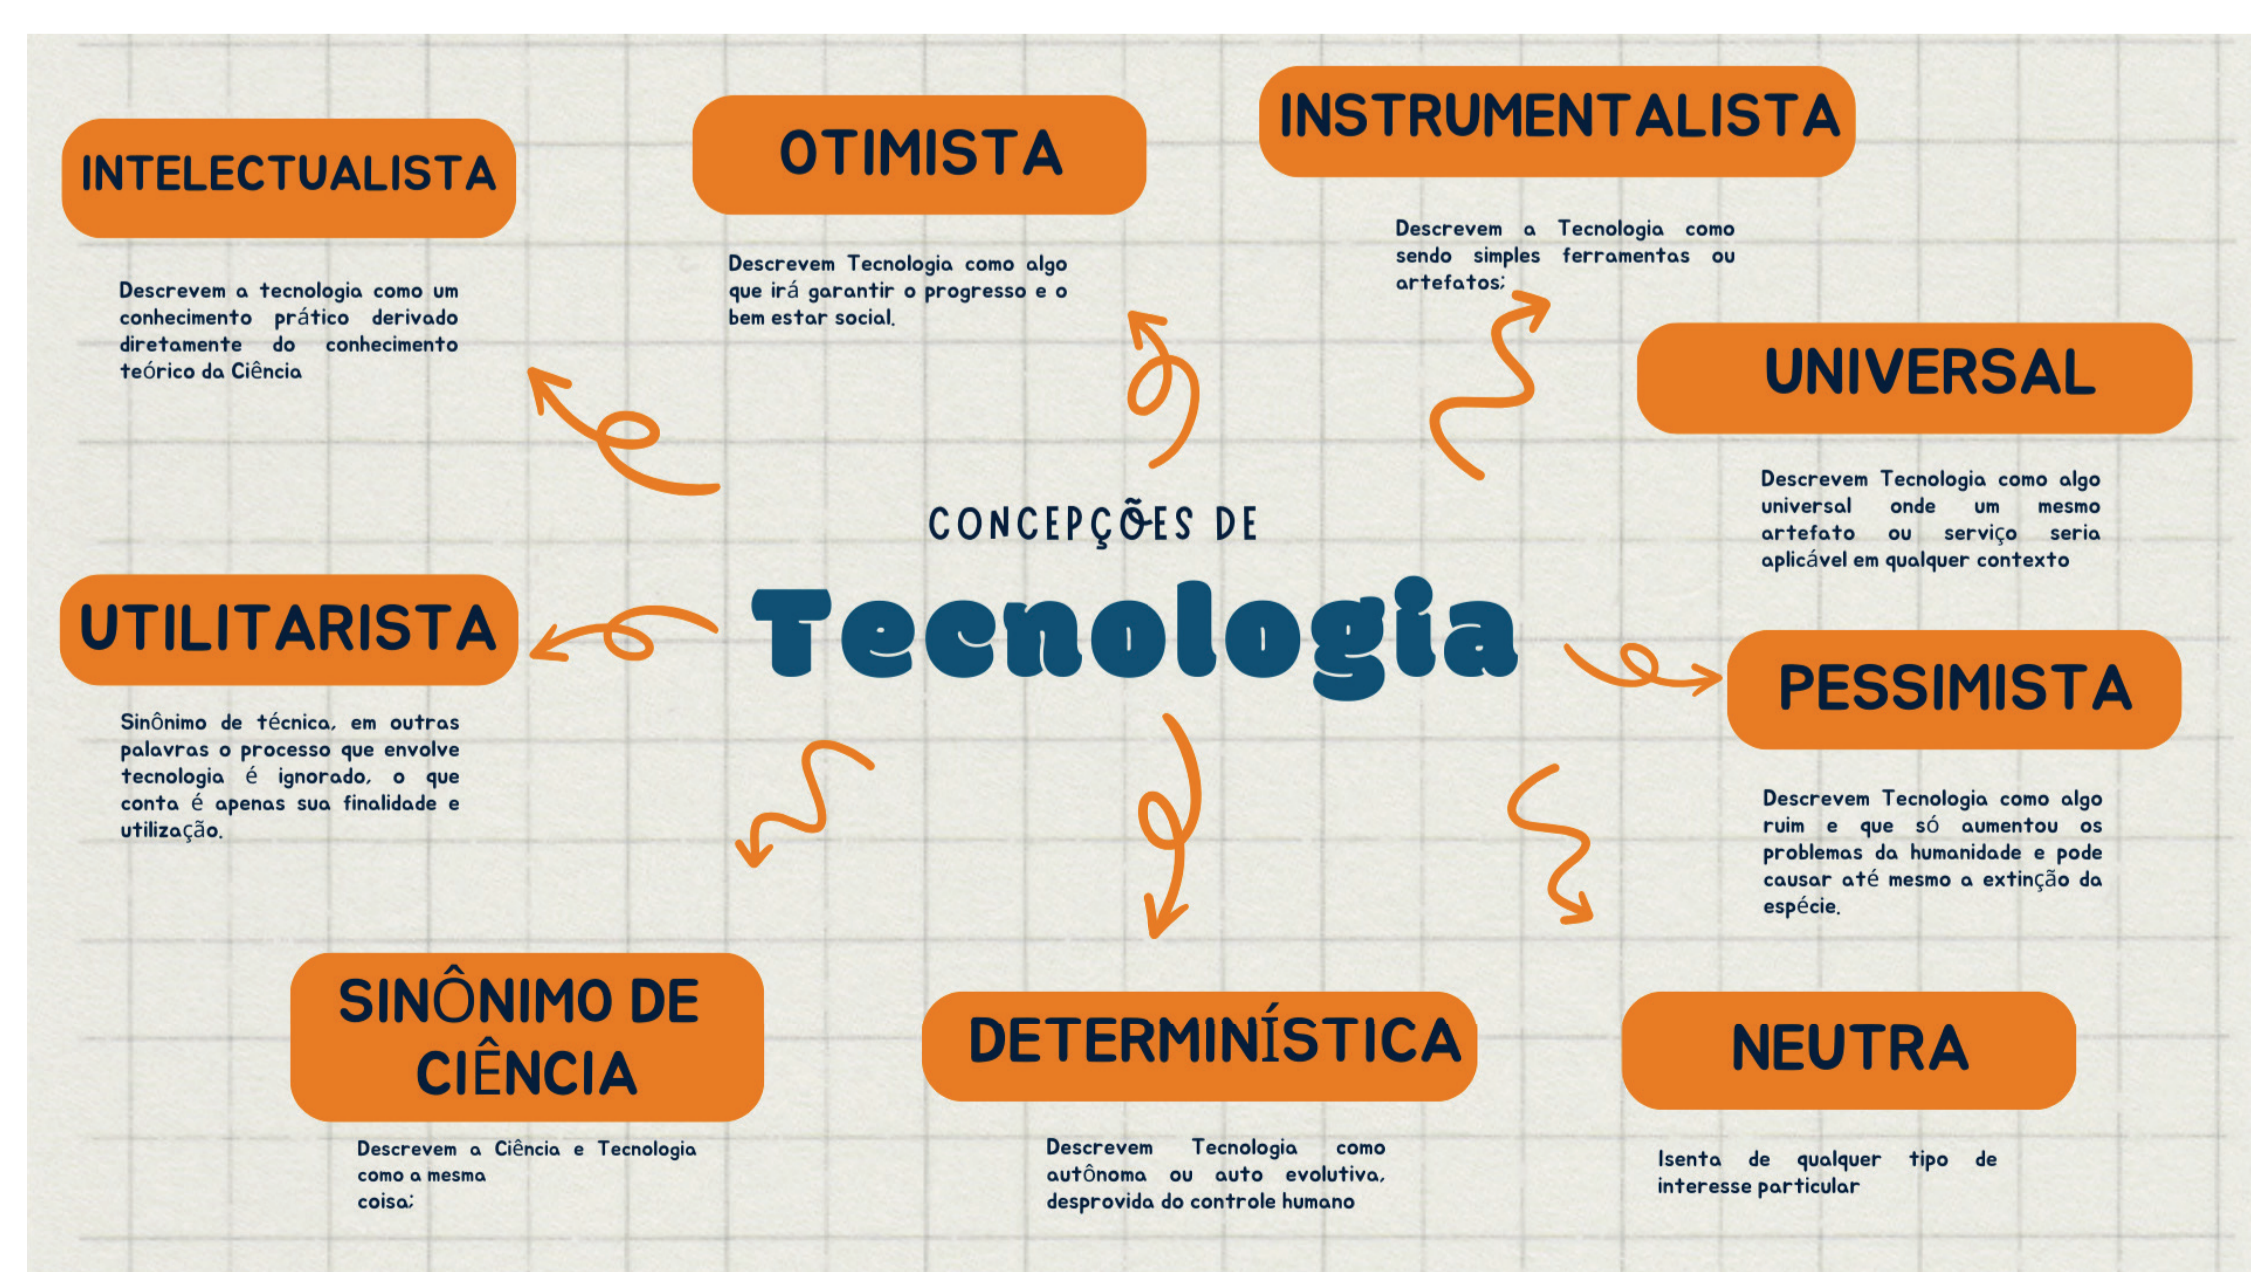 INTELECTUALISTA
Descrevem a tecnologia como um
conhecimento prático derivado
diretamente do conhecimento
teórico da Ciência
OTIMISTA
Descrevem Tecnologia como algo
que irá garantir o progresso e o
bem estar social.
INSTRUMENTALISTA
Descrevem a Tecnologia como
sendo simples ferramentas ou
artefatos;
UNIVERSAL
Descrevem Tecnologia como algo
universal onde um mesmo
artefato ou serviço seria
aplicável em qualquer contexto
CONCEPÇÕES DE
Tecnologia
UTILITARISTA
Sinônimo de técnica, em outras
palavras o processo que envolve
tecnologia é ignorado, o que
conta é apenas sua finalidade e
utilização.
PESSIMISTA
Descrevem Tecnologia como algo
ruim e que só aumentou os
problemas da humanidade e pode
causar até mesmo a extinção da
espécie.
SINÔNIMO DE
CIÊNCIA
Descrevem a Ciência e Tecnologia
como a mesma
coisa;
DETERMINÍSTICA
Descrevem Tecnologia como
autônoma ou auto evolutiva,
desprovida do controle humano
NEUTRA
Isenta de qualquer tipo de
interesse particular